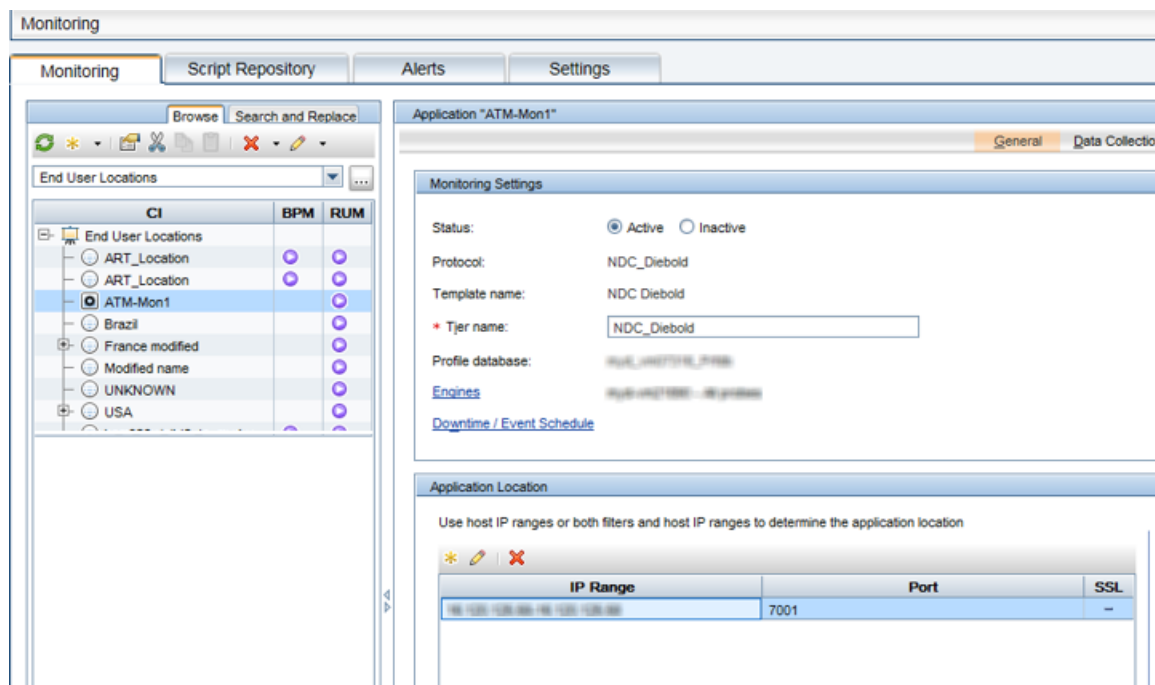 Monitoring
Monitoring Script Repository Alerts Settings
Browse Search and Replace
End User Locations
...
CI BPM RUM
End User Locations
ART_Location
ART_Location
ATM-Mon1
Brazil
France modified
Modified name
UNKNOWN
USA
Application "ATM-Mon1"
General Data Collectio
Monitoring Settings
Status: Active Inactive
Protocol: NDC_Diebold
Template name: NDC Diebold
* Tier name: NDC_Diebold
Profile database:
Engines
Downtime / Event Schedule
Application Location
Use host IP ranges or both filters and host IP ranges to determine the application location
IP Range Port SSL
7001 –